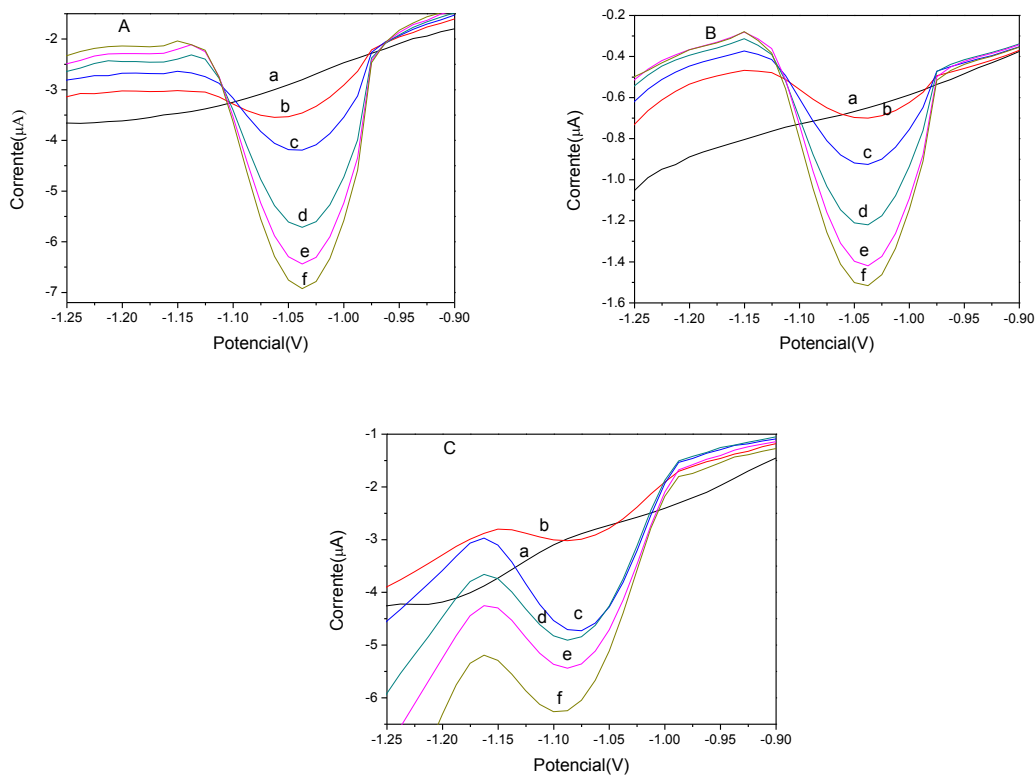 A
a
b
c
d
e
f
-2
-3
-4
-5
-6
-7
Corrente(µA)
-1.25 -1.20 -1.15 -1.10 -1.05 -1.00 -0.95 -0.90
Potencial(V)
B
a
b
c
d
e
f
-0.2
-0.4
-0.6
-0.8
-1.0
-1.2
-1.4
-1.6
Corrente(µA)
-1.25 -1.20 -1.15 -1.10 -1.05 -1.00 -0.95 -0.90
Potencial(V)
C
b
a
c
d
e
f
-1
-2
-3
-4
-5
-6
Corrente(µA)
-1.25 -1.20 -1.15 -1.10 -1.05 -1.00 -0.95 -0.90
Potencial(V)